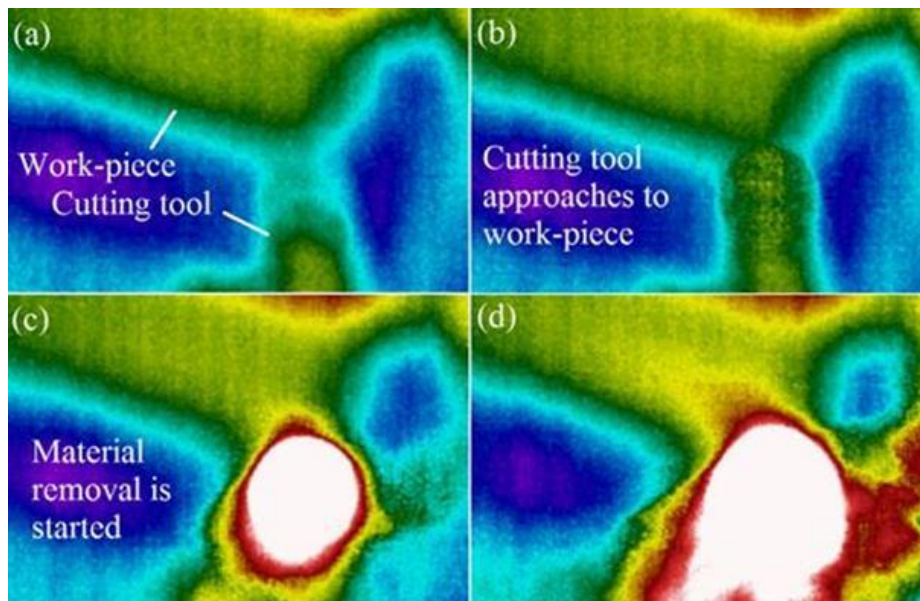 (a)
Work-piece
Cutting tool
(b)
Cutting tool
approaches to
work-piece
(c)
Material
removal is
started
(d)